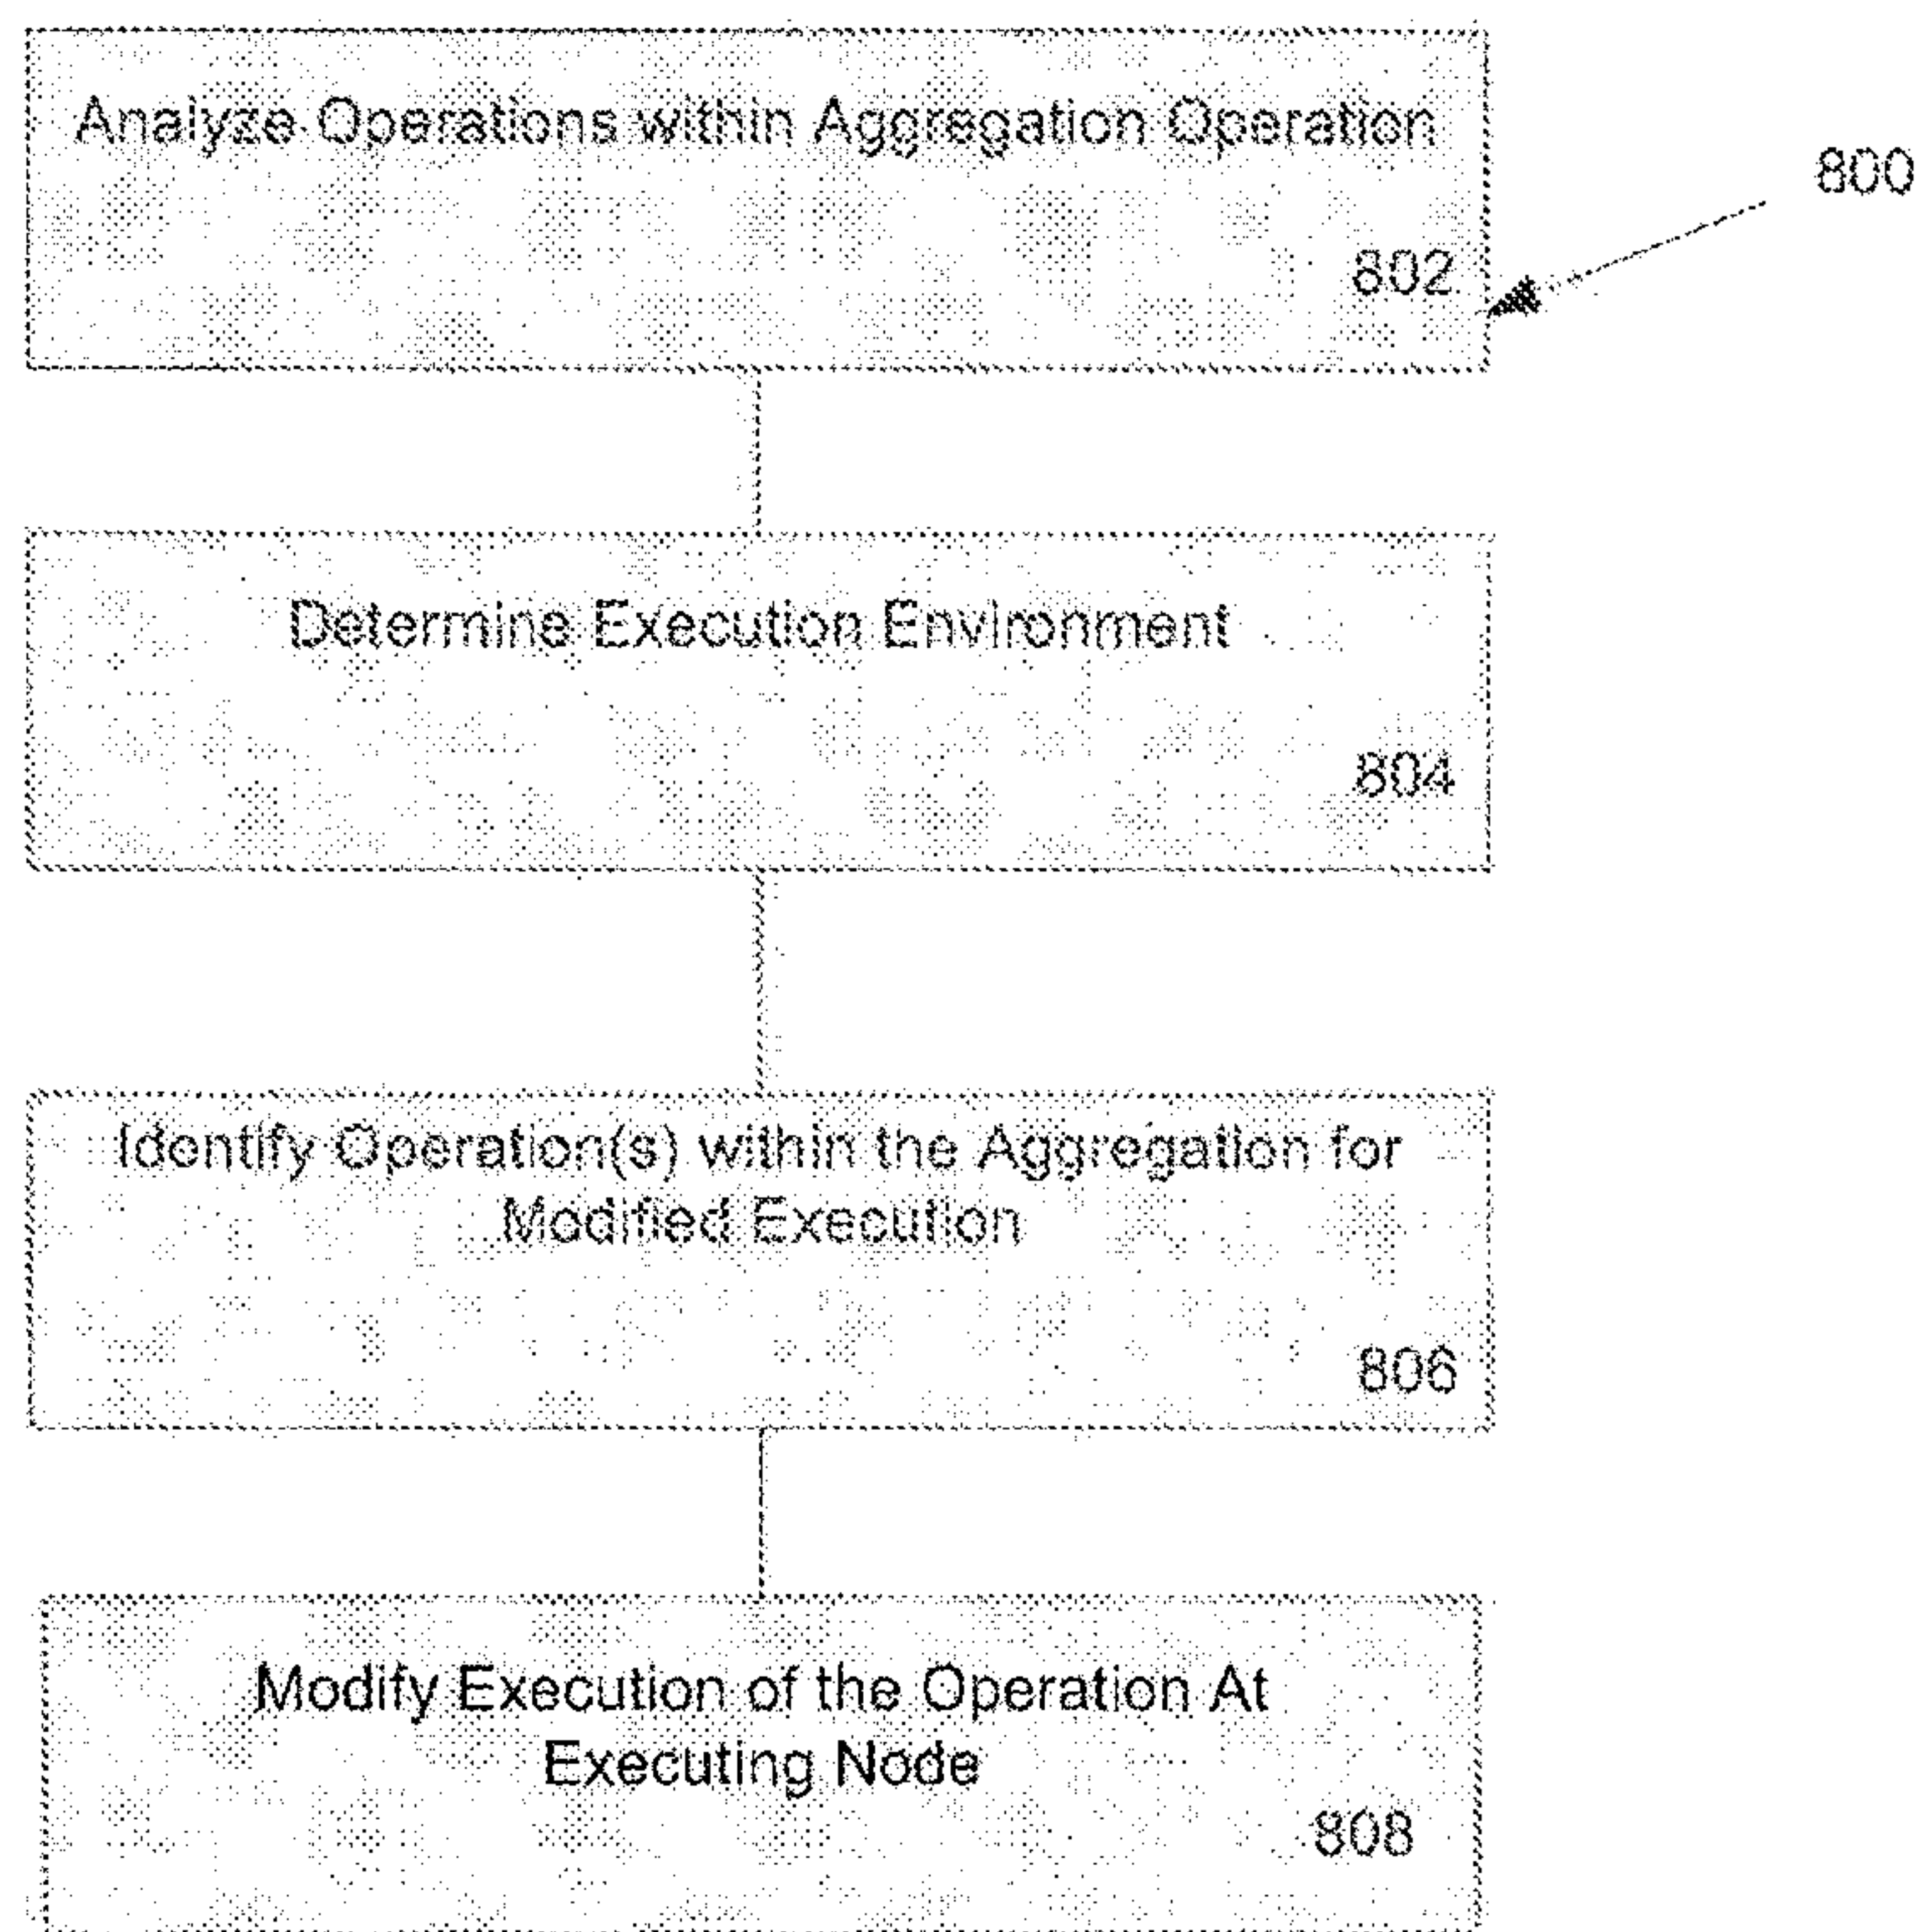 Analyze Operations within Aggregation Operation
800
802
Determine Execution Environment
804
Identify Operation(s) within the Aggregation for
Modified Execution
806
Modify Execution of the Operation At
Executing Node
808